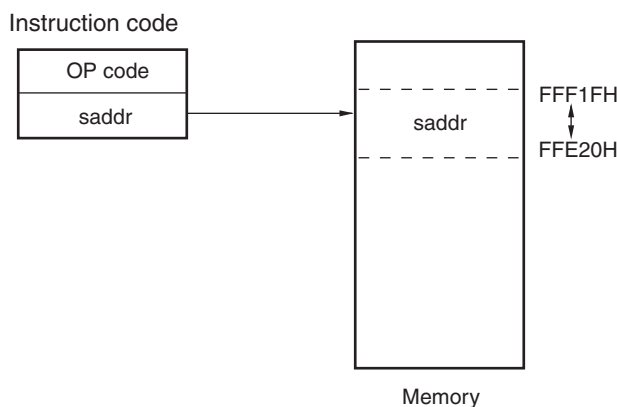 Instruction code
OP code
saddr
saddr
FFF1FH
FFE20H
Memory